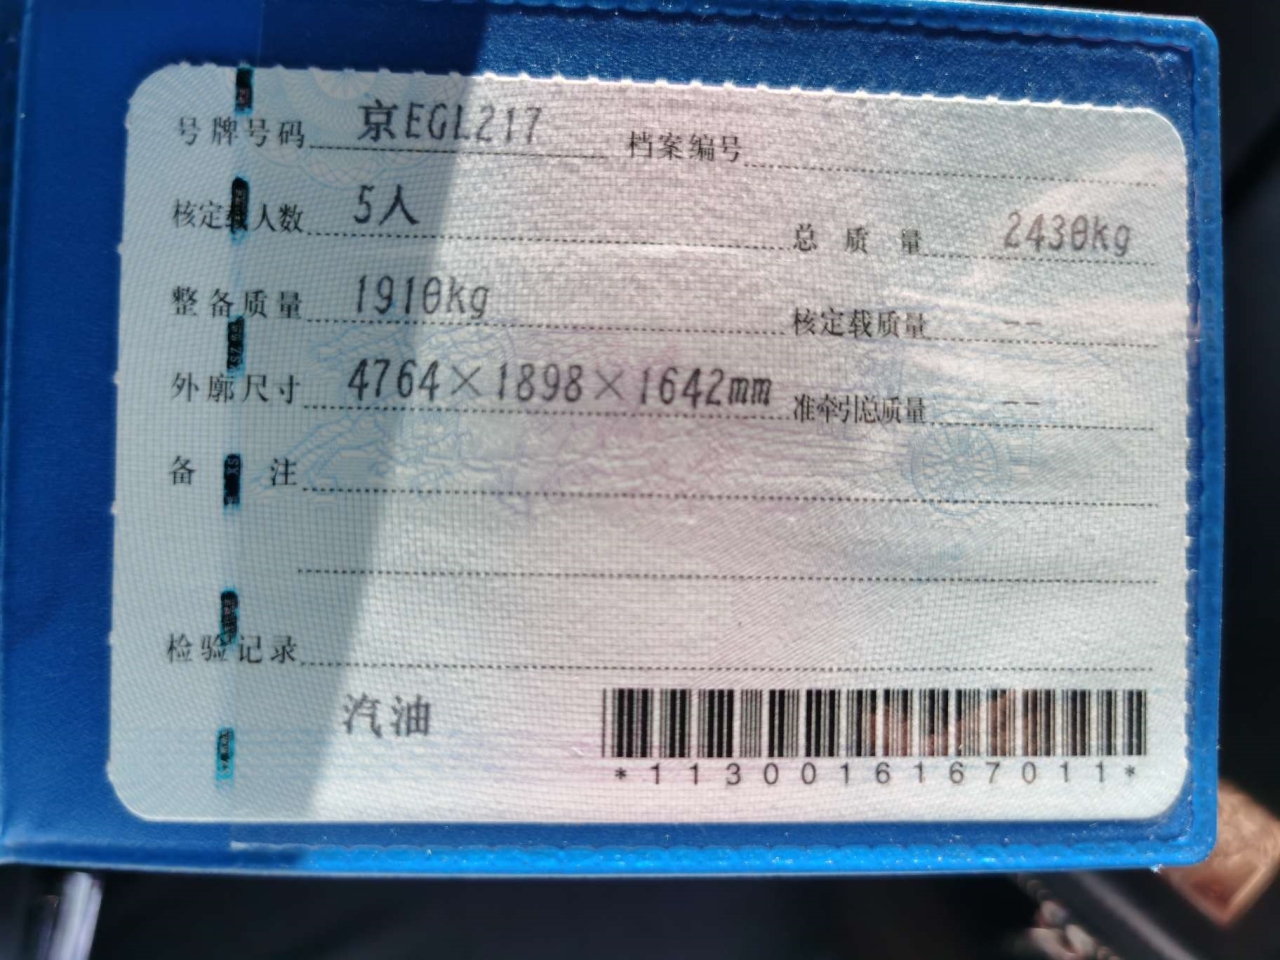 号牌号码 京EGL217 档案编号
核定载人数 5人 总质量 2430kg
整备质量 1910kg 核定载质量 --
外廓尺寸 4764×1898×1642mm 准牵引总质量 --
备注
检验记录
汽油
*1130016167011*